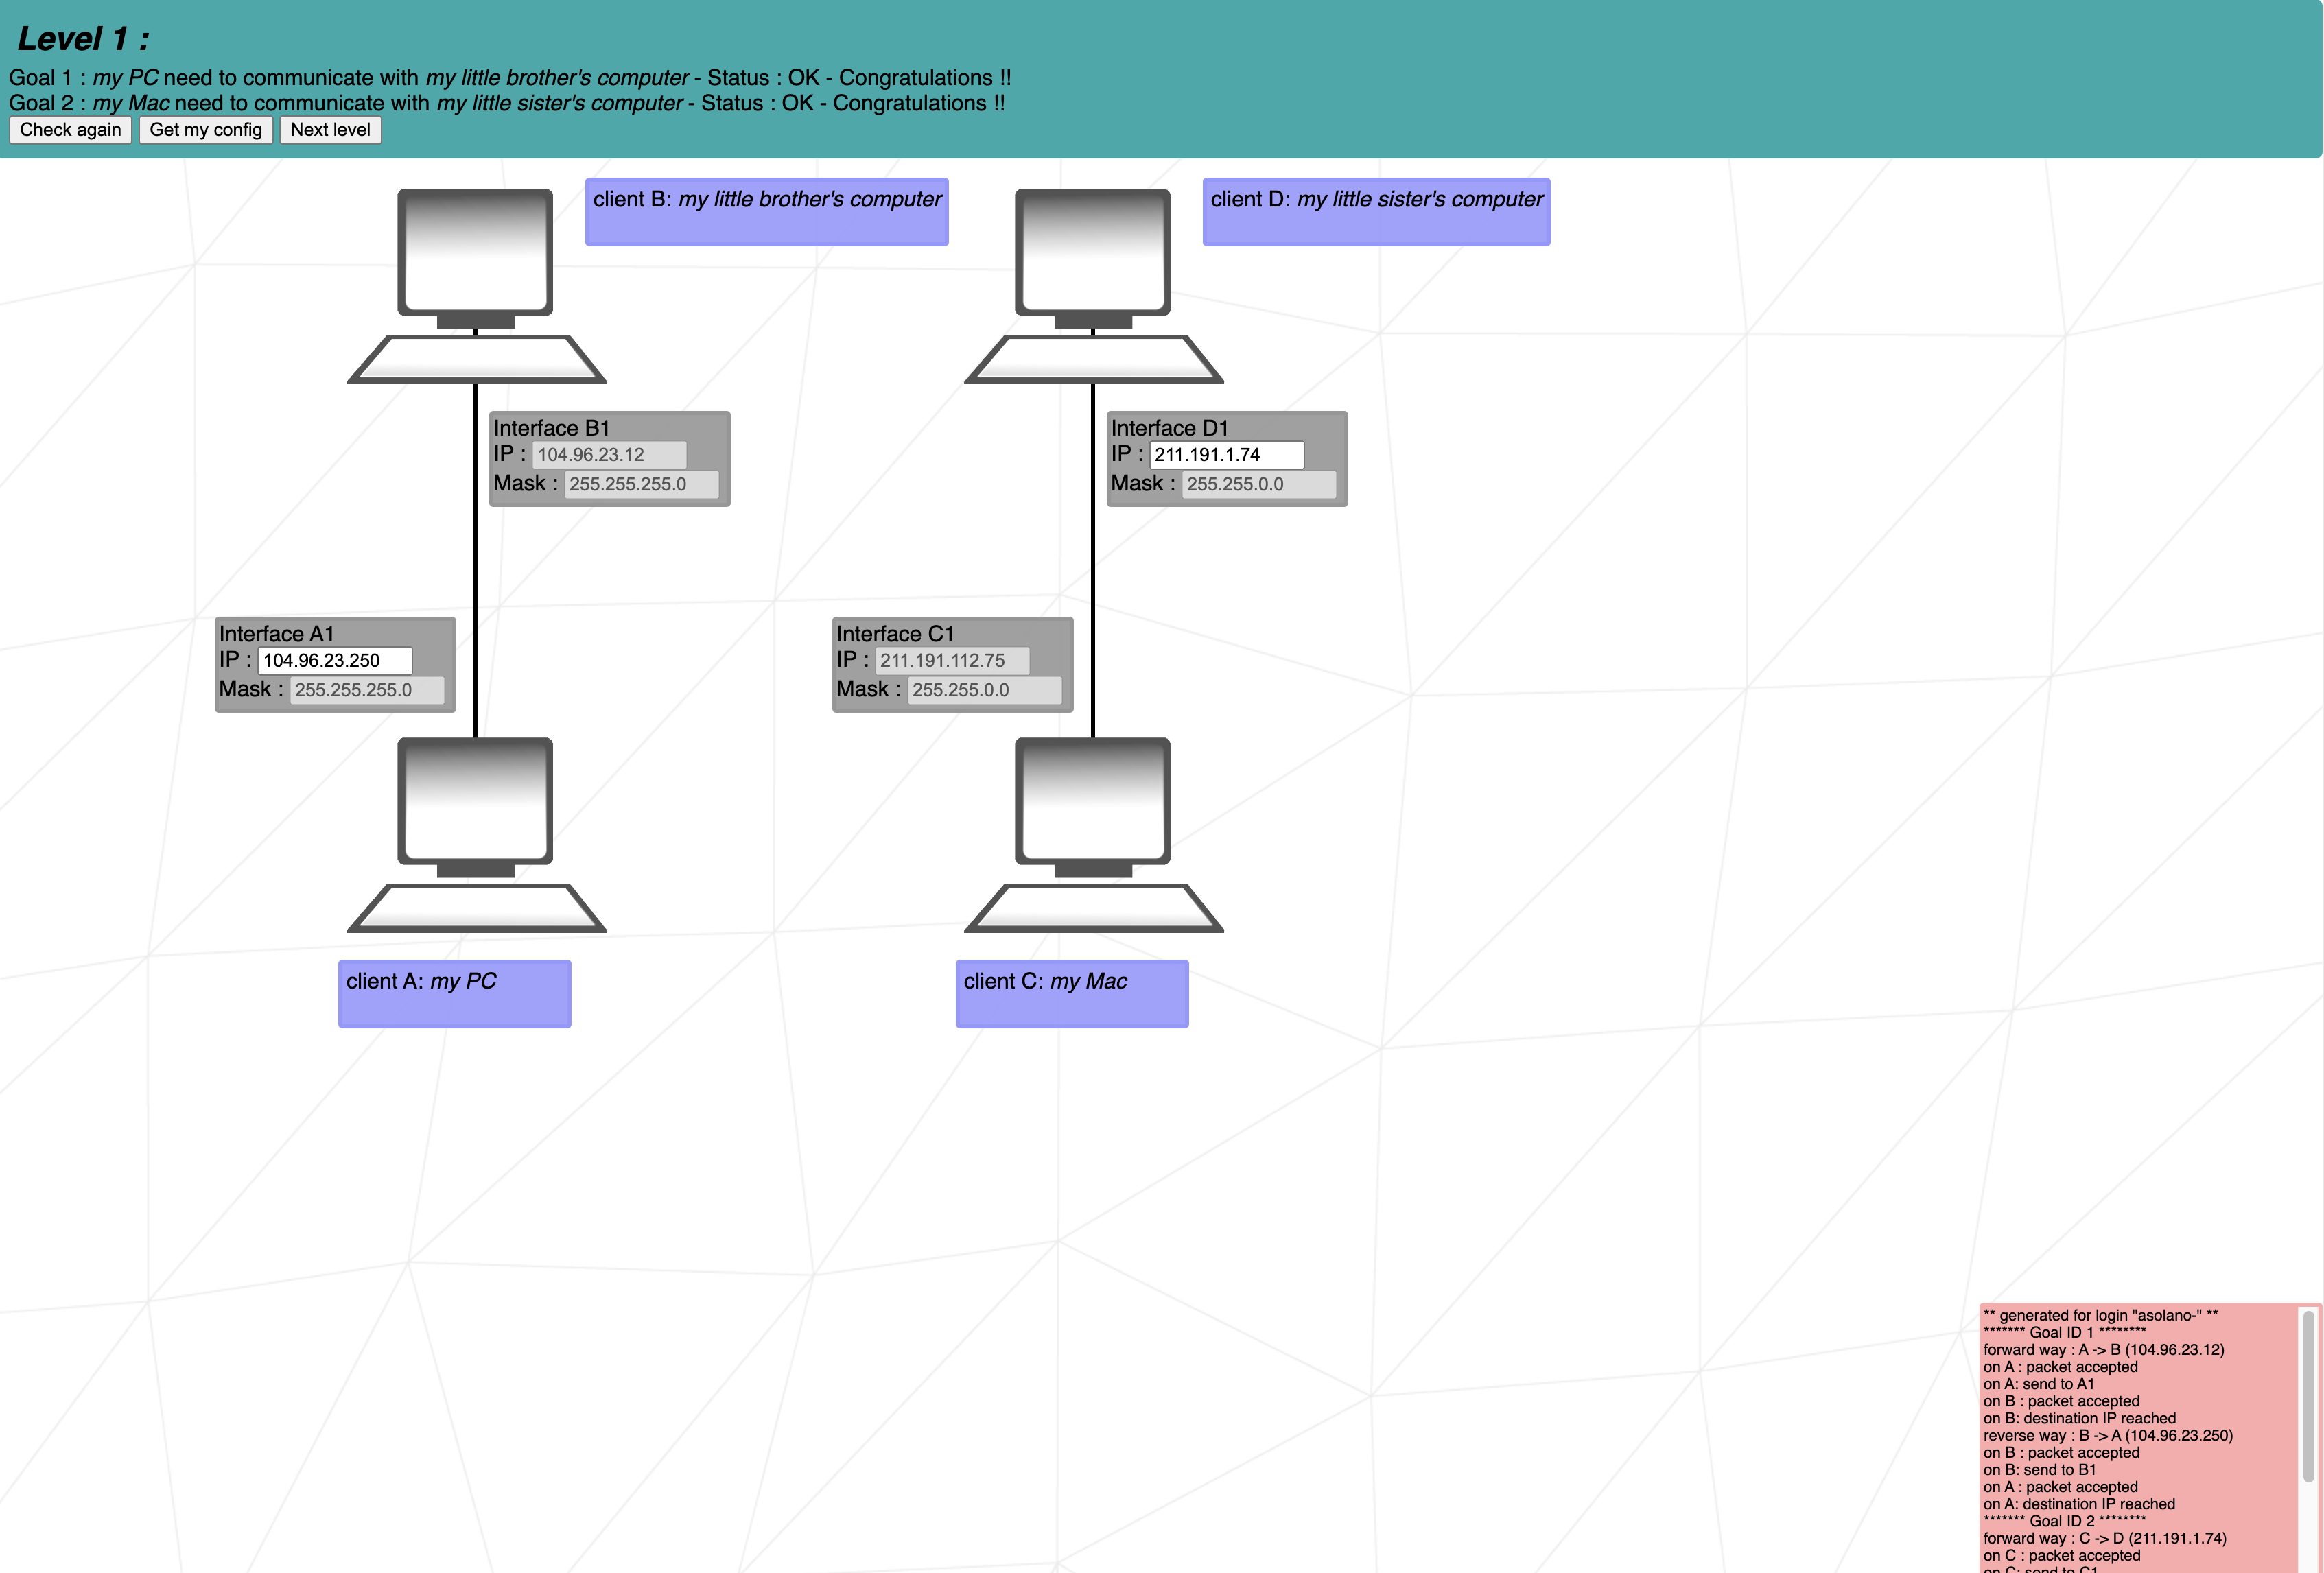 Level 1 :
Goal 1 : my PC need to communicate with my little brother's computer - Status : OK - Congratulations !!
Goal 2 : my Mac need to communicate with my little sister's computer - Status : OK - Congratulations !!
Check again Get my config Next level
client B: my little brother's computer
client D: my little sister's computer
Interface B1
IP : 104.96.23.12
Mask : 255.255.255.0
Interface D1
IP : 211.191.1.74
Mask : 255.255.0.0
Interface A1
IP : 104.96.23.250
Mask : 255.255.255.0
Interface C1
IP : 211.191.112.75
Mask : 255.255.0.0
client A: my PC
client C: my Mac
** generated for login "asolano-" **
******* Goal ID 1 ********
forward way : A -> B (104.96.23.12)
on A : packet accepted
on A: send to A1
on B : packet accepted
on B: destination IP reached
reverse way : B -> A (104.96.23.250)
on B : packet accepted
on B: send to B1
on A : packet accepted
on A: destination IP reached
******* Goal ID 2 ********
forward way : C -> D (211.191.1.74)
on C : packet accepted
on C: send to C1